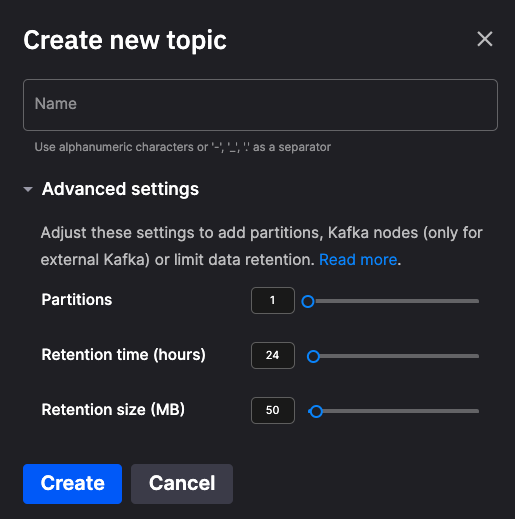 Create new topic
Name
Use alphanumeric characters or '-', '_', '.' as a separator
Advanced settings
Adjust these settings to add partitions, Kafka nodes (only for
external Kafka) or limit data retention. Read more.
Partitions 1
Retention time (hours) 24
Retention size (MB) 50
Create Cancel